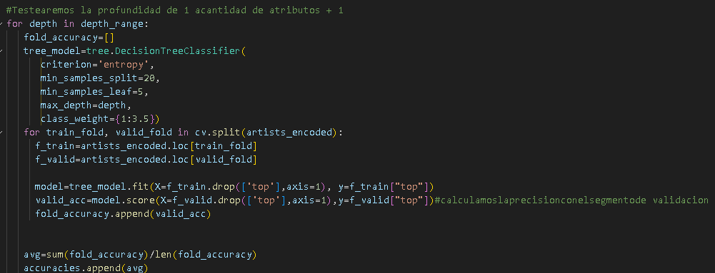 #Testearemos la profundidad de 1 acantidad de atributos + 1
for depth in depth_range:
fold_accuracy=[]
tree_model=tree.DecisionTreeClassifier(
criterion='entropy',
min_samples_split=20,
min_samples_leaf=5,
max_depth=depth,
class_weight={1:3.5})
for train_fold, valid_fold in cv.split(artists_encoded):
f_train=artists_encoded.loc[train_fold]
f_valid=artists_encoded.loc[valid_fold]
model=tree_model.fit(X=f_train.drop(['top'],axis=1), y=f_train["top"])
valid_acc=model.score(X=f_valid.drop(['top'],axis=1),y=f_valid["top"])#calculamoslaprecisionconelsegmentode validacion
fold_accuracy.append(valid_acc)
avg=sum(fold_accuracy)/len(fold_accuracy)
accuracies.append(avg)